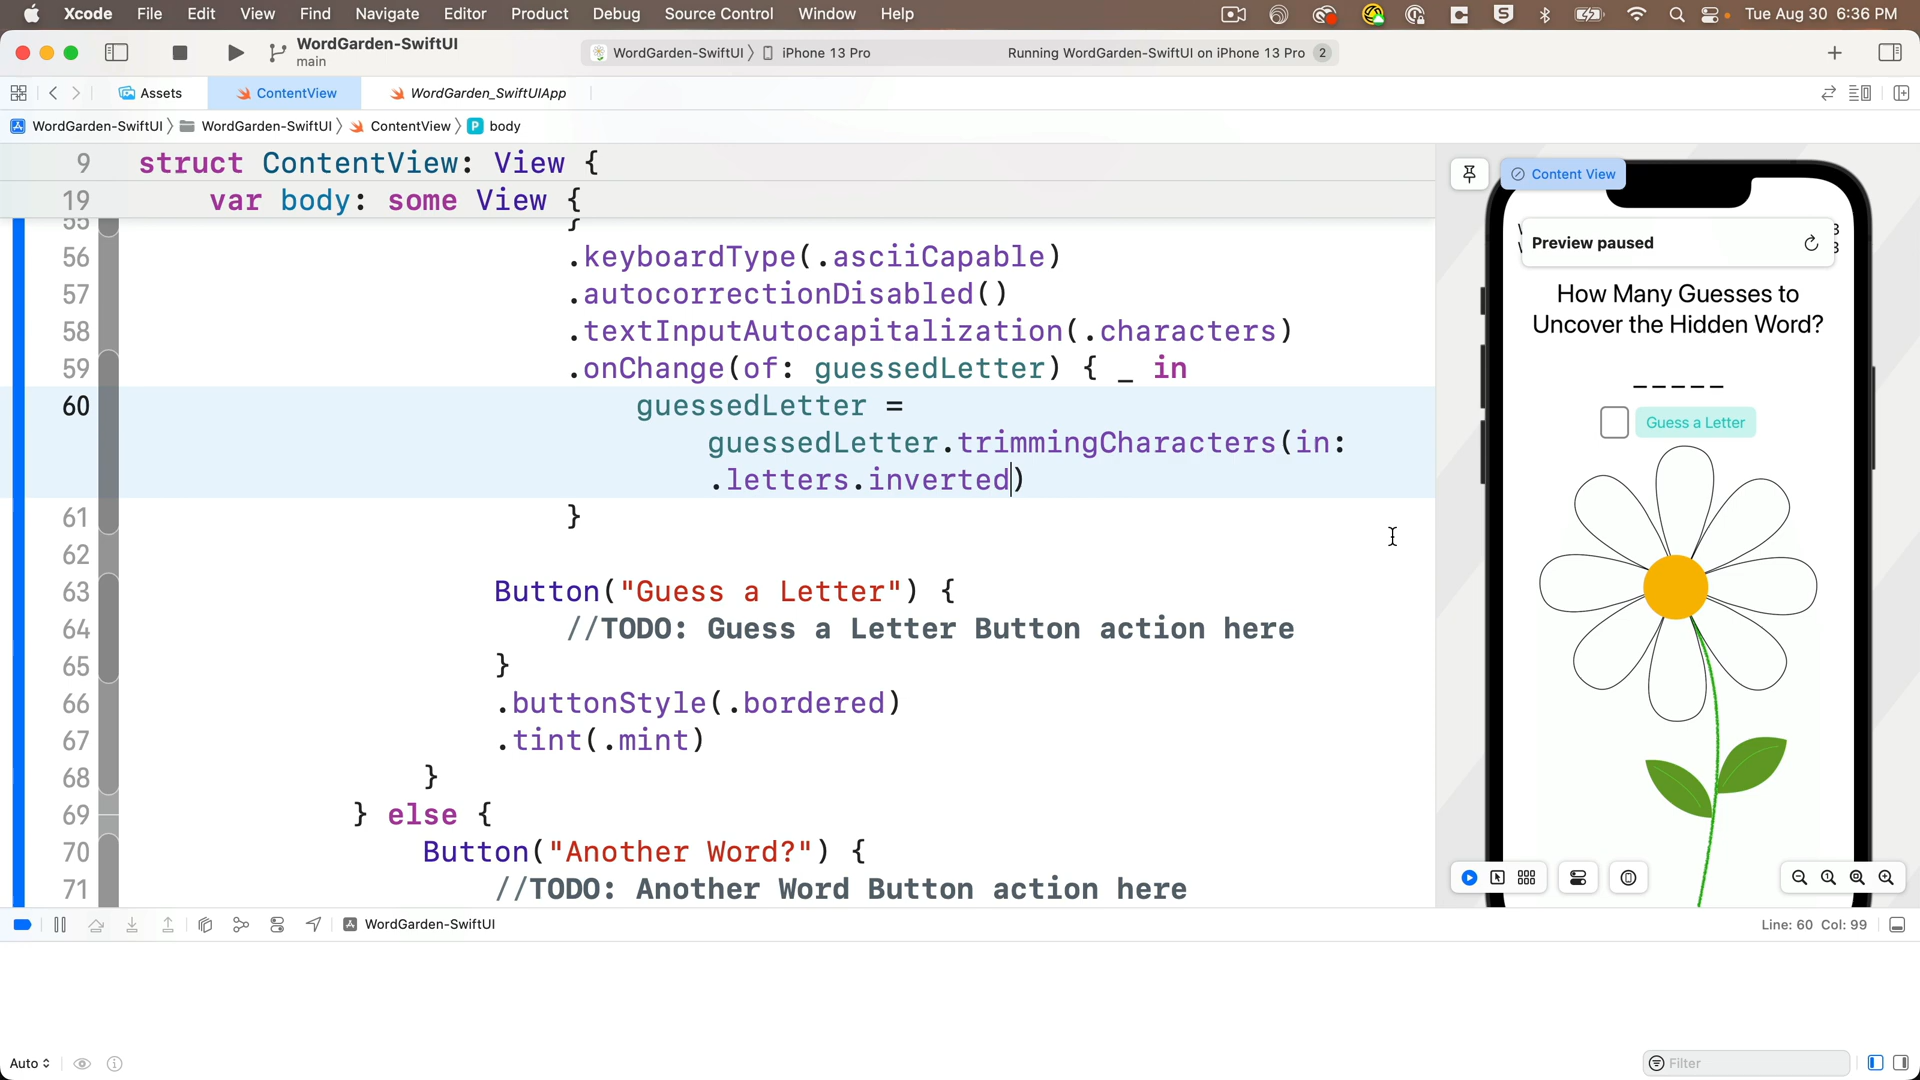 Xcode File Edit View Find Navigate Editor Product Debug Source Control Window Help Tue Aug 30 6:36 PM
WordGarden-SwiftUI
main
WordGarden-SwiftUI iPhone 13 Pro Running WordGarden-SwiftUI on iPhone 13 Pro 2
Assets ContentView WordGarden_SwiftUIApp
WordGarden-SwiftUI WordGarden-SwiftUI ContentView P body
9 struct ContentView: View {
19 var body: some View {
55 }
56 .keyboardType(.asciiCapable)
57 .autocorrectionDisabled()
58 .textInputAutocapitalization(.characters)
59 .onChange(of: guessedLetter) { _ in
60 guessedLetter =
guessedLetter.trimmingCharacters(in:
.letters.inverted)
61 }
62
63 Button("Guess a Letter") {
64 //TODO: Guess a Letter Button action here
65 }
66 .buttonStyle(.bordered)
67 .tint(.mint)
68 }
69 } else {
70 Button("Another Word?") {
71 //TODO: Another Word Button action here
Content View
Preview paused
How Many Guesses to
Uncover the Hidden Word?
_ _ _ _ _
Guess a Letter
WordGarden-SwiftUI Line: 60 Col: 99
Auto Filter